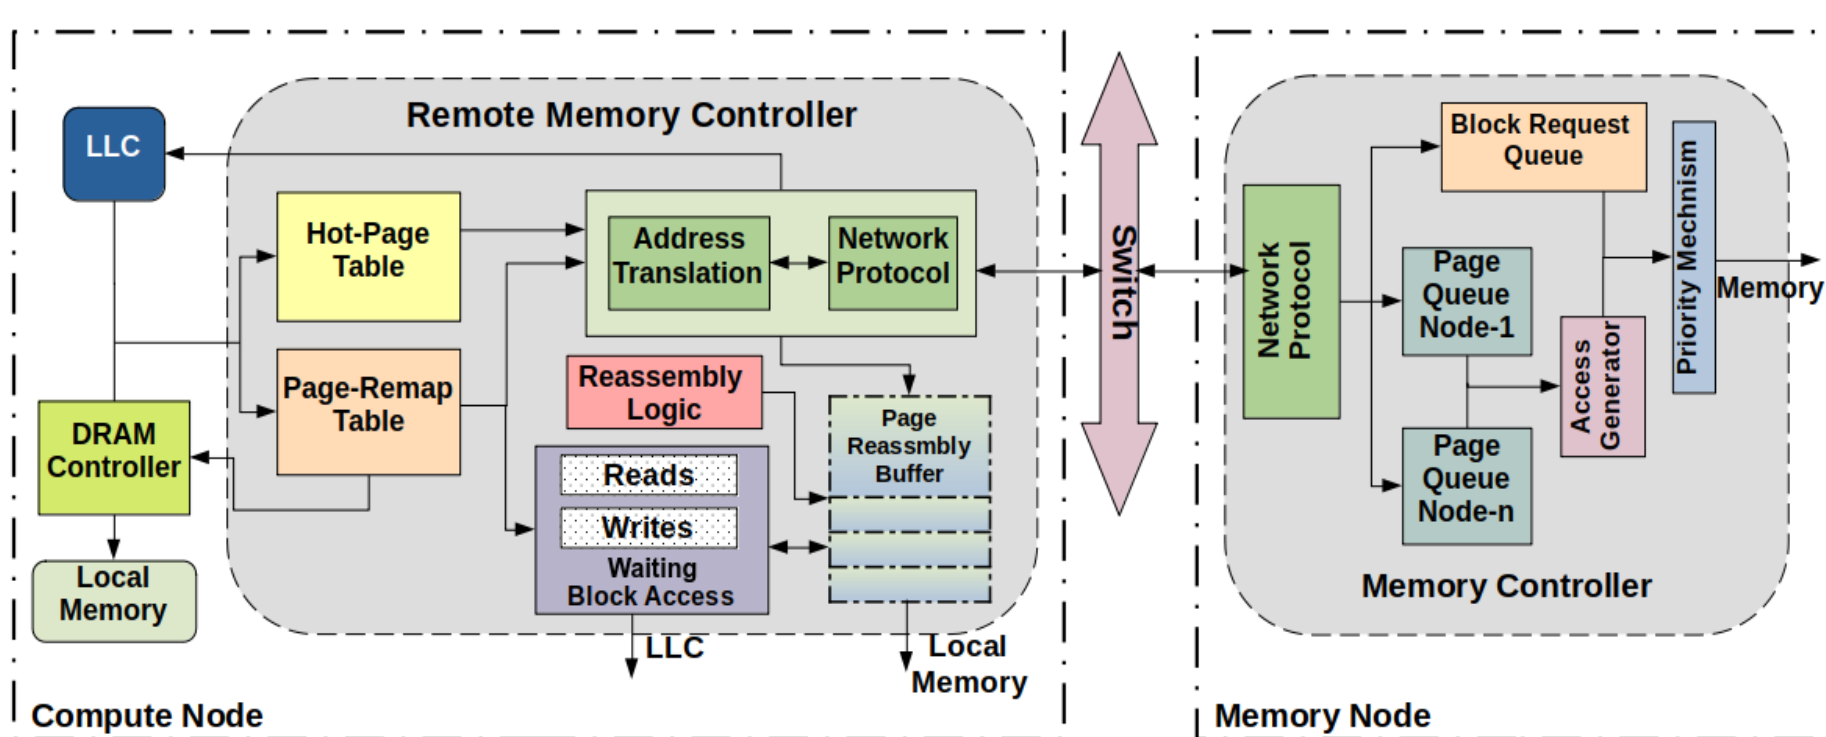 Remote Memory Controller
LLC
Hot-Page
Table
Address
Translation
Network
Protocol
Page-Remap
Table
Reassembly
Logic
Page
Reassmbly
Buffer
DRAM
Controller
Reads
Writes
Waiting
Block Access
Local
Memory
LLC
Local
Memory
Compute Node
Switch
Block Request
Queue
Network
Protocol
Page
Queue
Node-1
Priority Mechnism
Memory
Access
Generator
Page
Queue
Node-n
Memory Controller
Memory Node